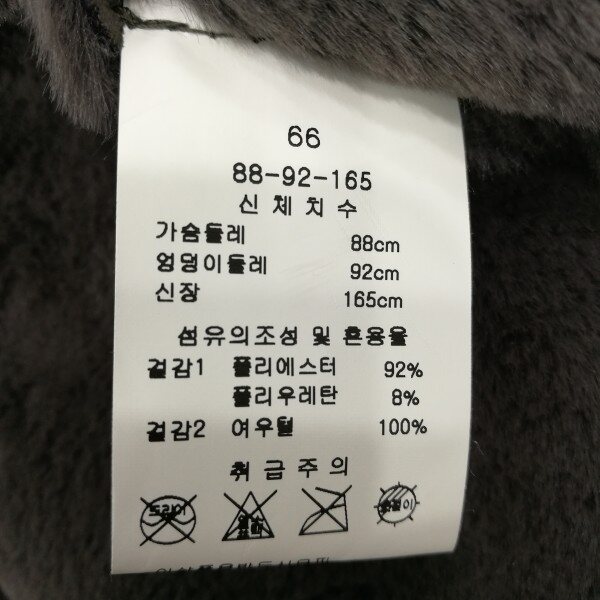 66
88-92-165
신체치수
가슴둘레 88cm
엉덩이둘레 92cm
신장 165cm
섬유의조성 및 혼용율
겉감1 폴리에스터 92%
폴리우레탄 8%
겉감2 여우털 100%
취급주의
드라이